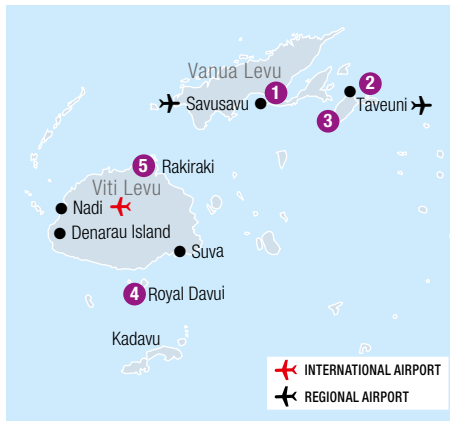 Vanua Levu
1
2
Savusavu
Taveuni
3
5 Rakiraki
Viti Levu
Nadi
Denarau Island
Suva
4 Royal Davui
Kadavu
INTERNATIONAL AIRPORT
REGIONAL AIRPORT